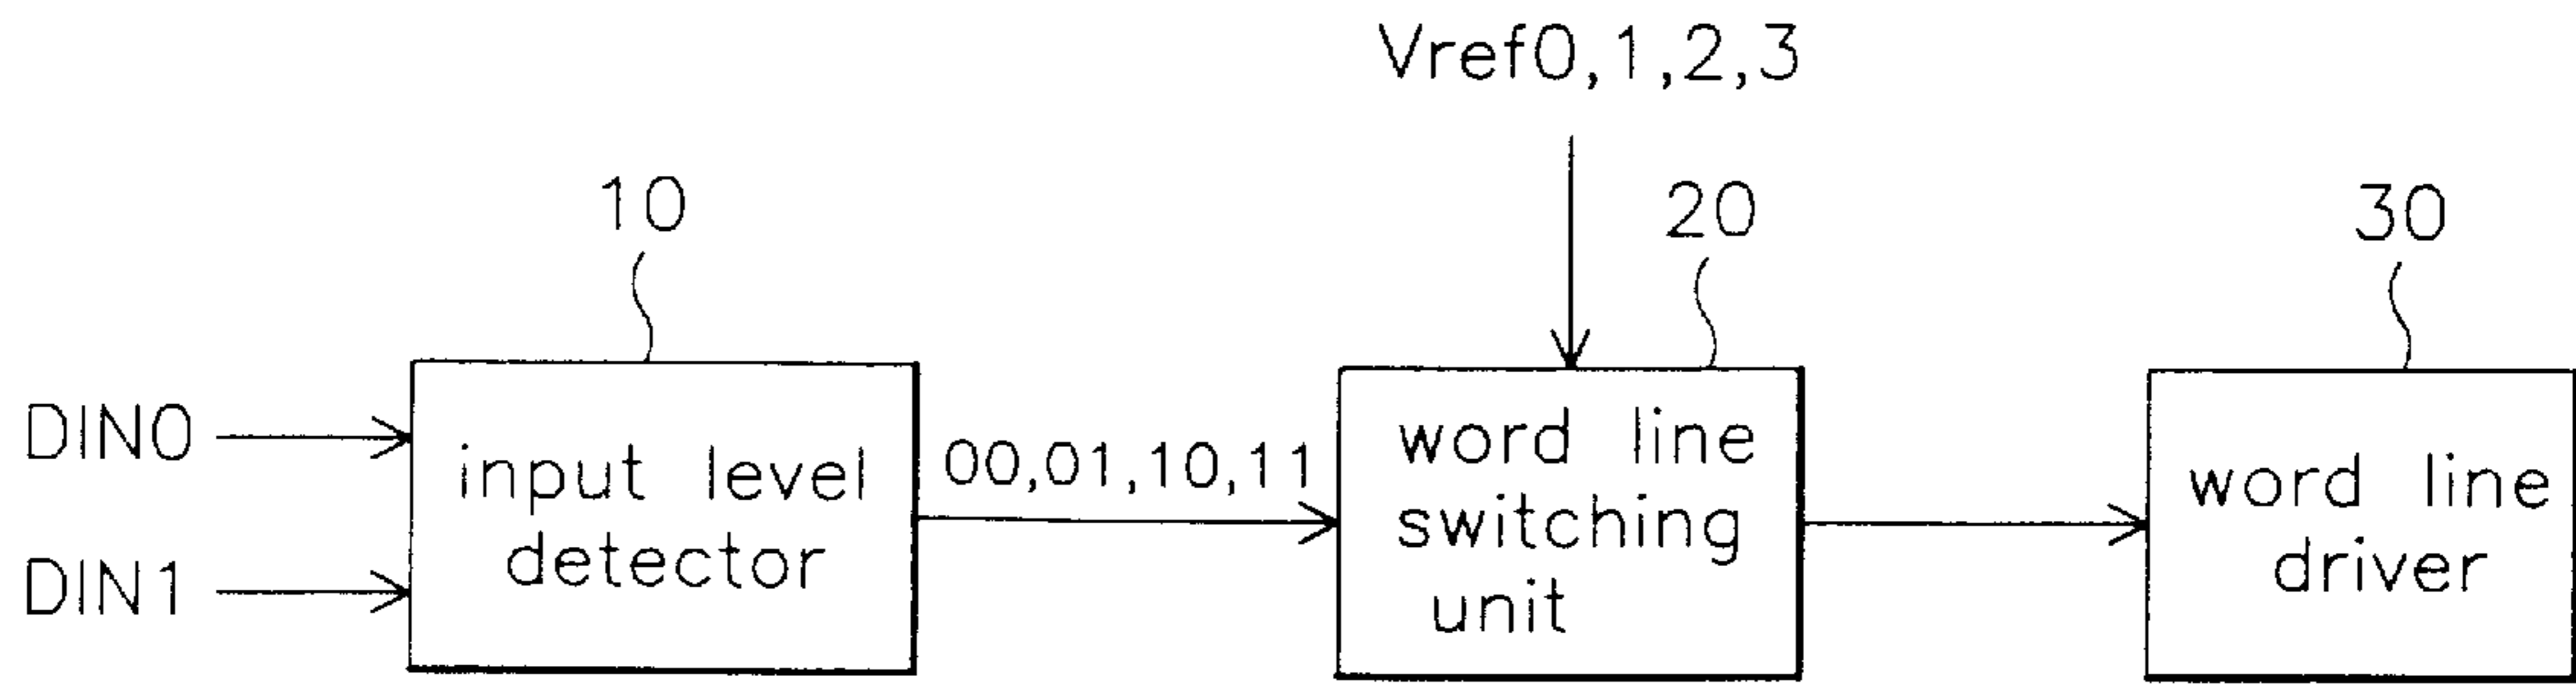 Vref0,1,2,3
10
20
30
DIN0
DIN1
input level
detector
00,01,10,11
word line
switching
unit
word line
driver